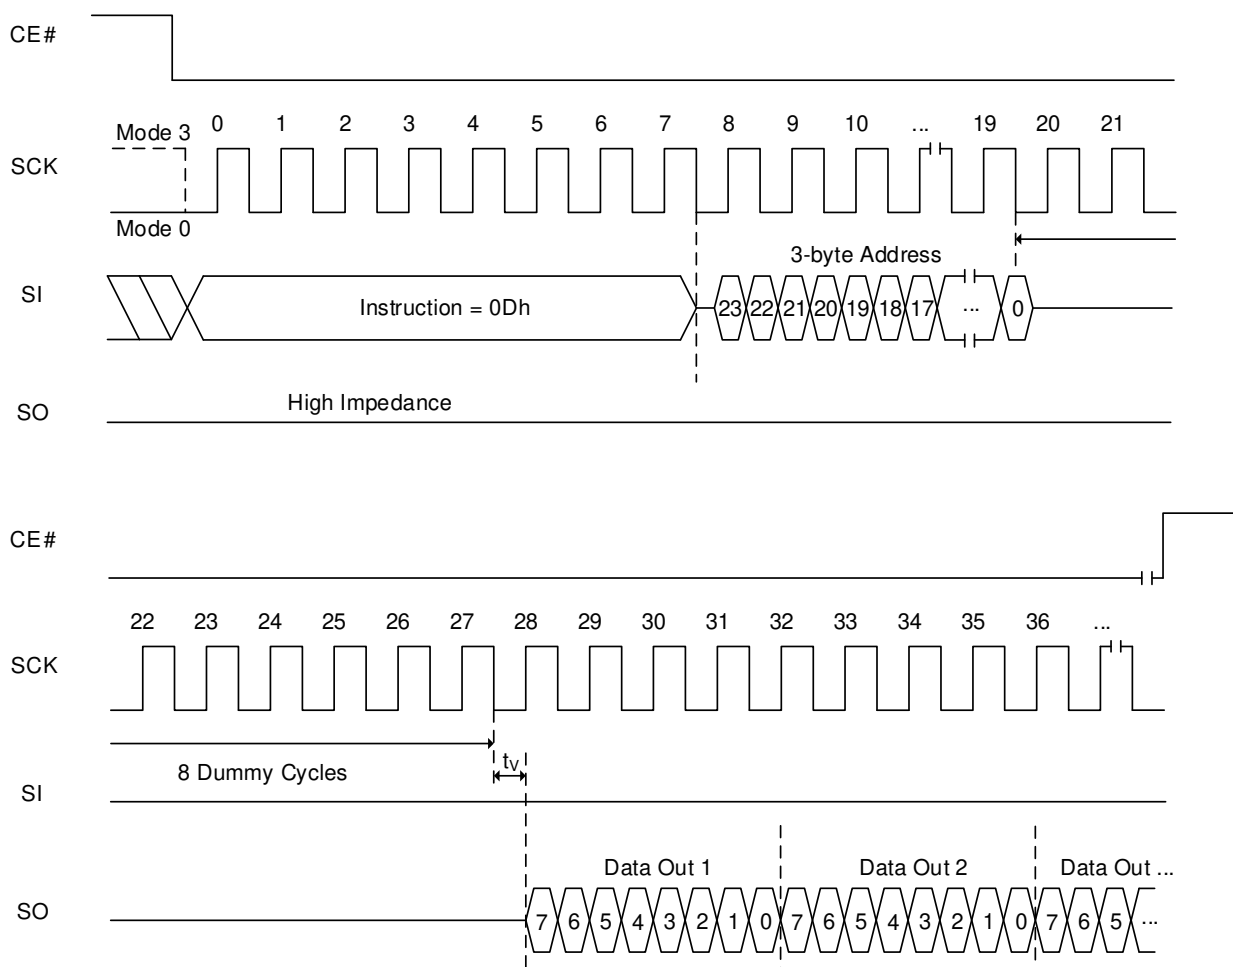 CE#
Mode 3 0 1 2 3 4 5 6 7 8 9 10 ... 19 20 21
SCK
Mode 0
3-byte Address
SI Instruction = 0Dh 23 22 21 20 19 18 17 ... 0
SO High Impedance
CE#
22 23 24 25 26 27 28 29 30 31 32 33 34 35 36 ...
SCK
8 Dummy Cycles tV
SI
Data Out 1 Data Out 2 Data Out ...
SO 7 6 5 4 3 2 1 0 7 6 5 4 3 2 1 0 7 6 5 ...